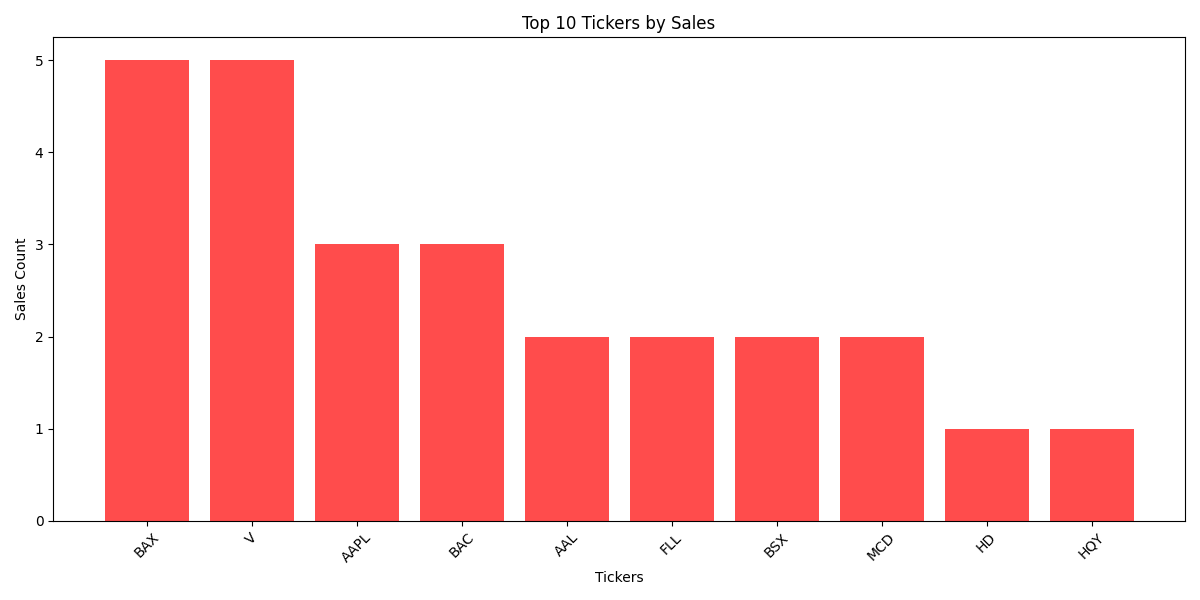 Top 10 Tickers by Sales
Sales Count
5
4
3
2
1
0
BAX
V
AAPL
BAC
AAL
FLL
BSX
MCD
HD
HQY
Tickers